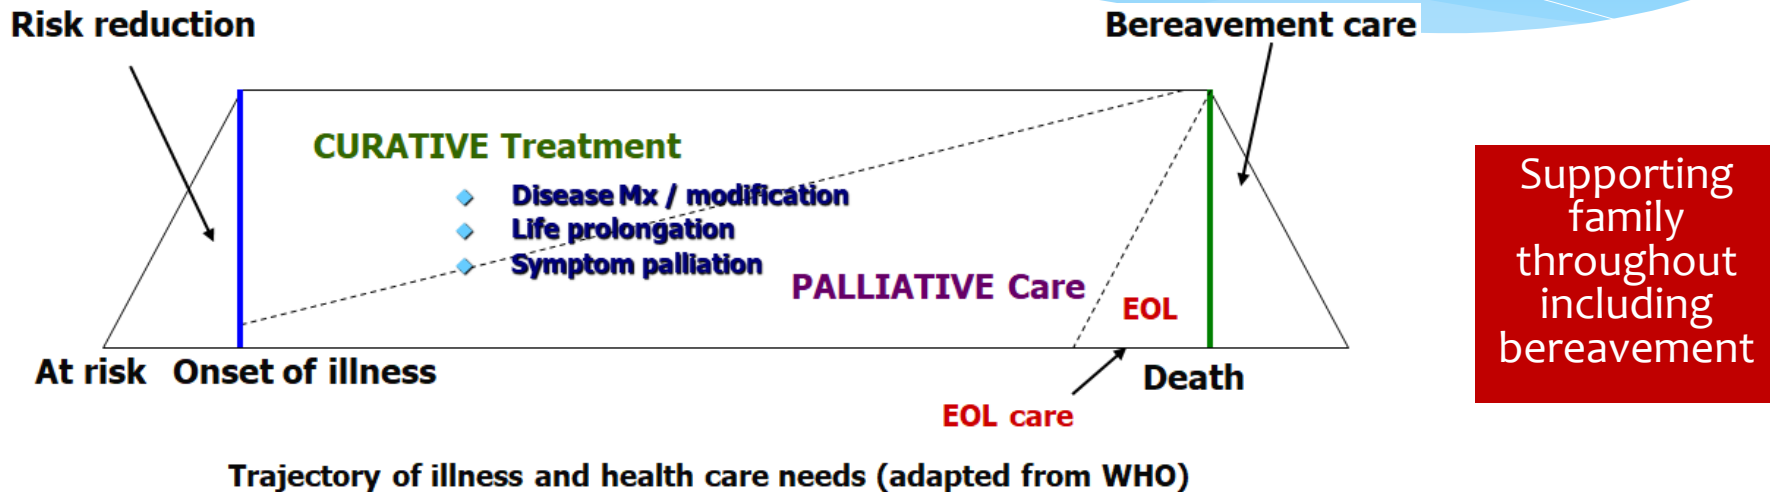 Risk reduction
Bereavement care
CURATIVE Treatment
Disease Mx / modification
Life prolongation
Symptom palliation
PALLIATIVE Care
EOL
At risk
Onset of illness
Death
EOL care
Supporting
family
throughout
including
bereavement
Trajectory of illness and health care needs (adapted from WHO)